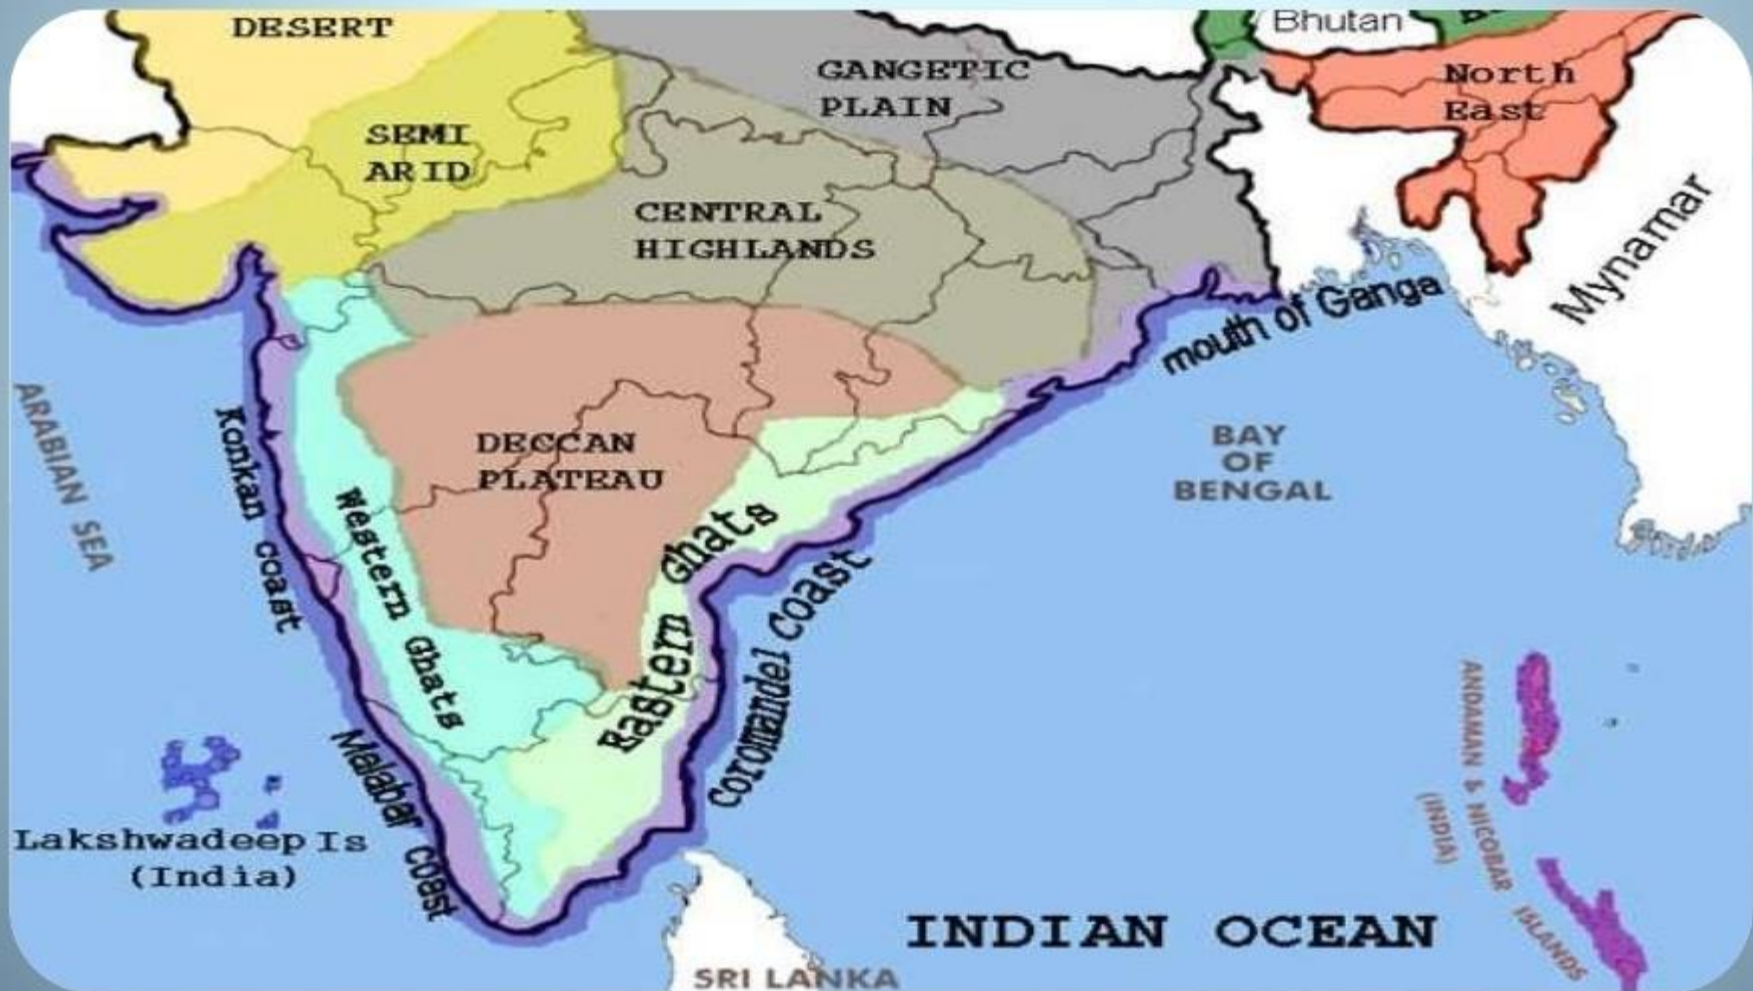 DESERT
Bhutan
GANGETIC
PLAIN
North
East
SEMI
ARID
CENTRAL
HIGHLANDS
Mynamar
mouth of Ganga
ARABIAN SEA
Konkan coast
DECCAN
PLATEAU
BAY
OF
BENGAL
Western Ghats
Eastern Ghats
coromandel coast
Malabar coast
Lakshwadeep Is
(India)
ANDAMAN & NICOBAR ISLANDS
(INDIA)
INDIAN OCEAN
SRI LANKA